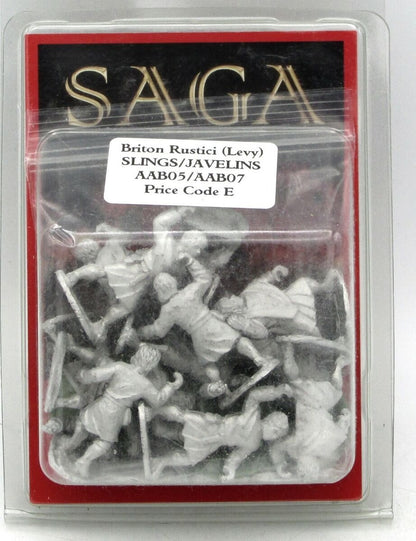 SAGA
Briton Rustici (Levy)
SLINGS/JAVELINS
AAB05/AAB07
Price Code E